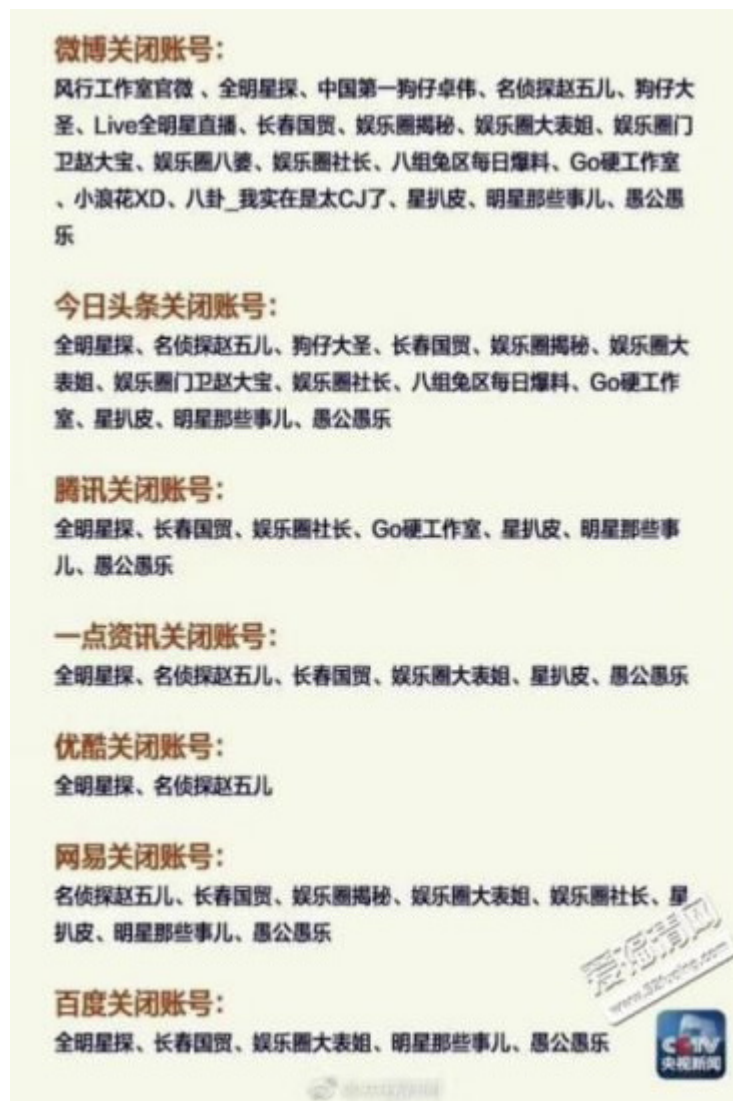 微博关闭账号：
风行工作室官微 、全明星探、中国第一狗仔卓伟、名侦探赵五儿、狗仔大
圣、Live全明星直播、长春国贸、娱乐圈揭秘、娱乐圈大表姐、娱乐圈门
卫赵大宝、娱乐圈八婆、娱乐圈社长、八组兔区每日爆料、Go硬工作室
、小浪花XD、八卦_我实在是太CJ了、星扒皮、明星那些事儿、愚公愚
乐
今日头条关闭账号：
全明星探、名侦探赵五儿、狗仔大圣、长春国贸、娱乐圈揭秘、娱乐圈大
表姐、娱乐圈门卫赵大宝、娱乐圈社长、八组兔区每日爆料、Go硬工作
室、星扒皮、明星那些事儿、愚公愚乐
腾讯关闭账号：
全明星探、长春国贸、娱乐圈社长、Go硬工作室、星扒皮、明星那些事
儿、愚公愚乐
一点资讯关闭账号：
全明星探、名侦探赵五儿、长春国贸、娱乐圈大表姐、星扒皮、愚公愚乐
优酷关闭账号：
全明星探、名侦探赵五儿
网易关闭账号：
名侦探赵五儿、长春国贸、娱乐圈揭秘、娱乐圈大表姐、娱乐圈社长、星
扒皮、明星那些事儿、愚公愚乐
百度关闭账号：
全明星探、长春国贸、娱乐圈大表姐、明星那些事儿、愚公愚乐
CCTV
央视新闻